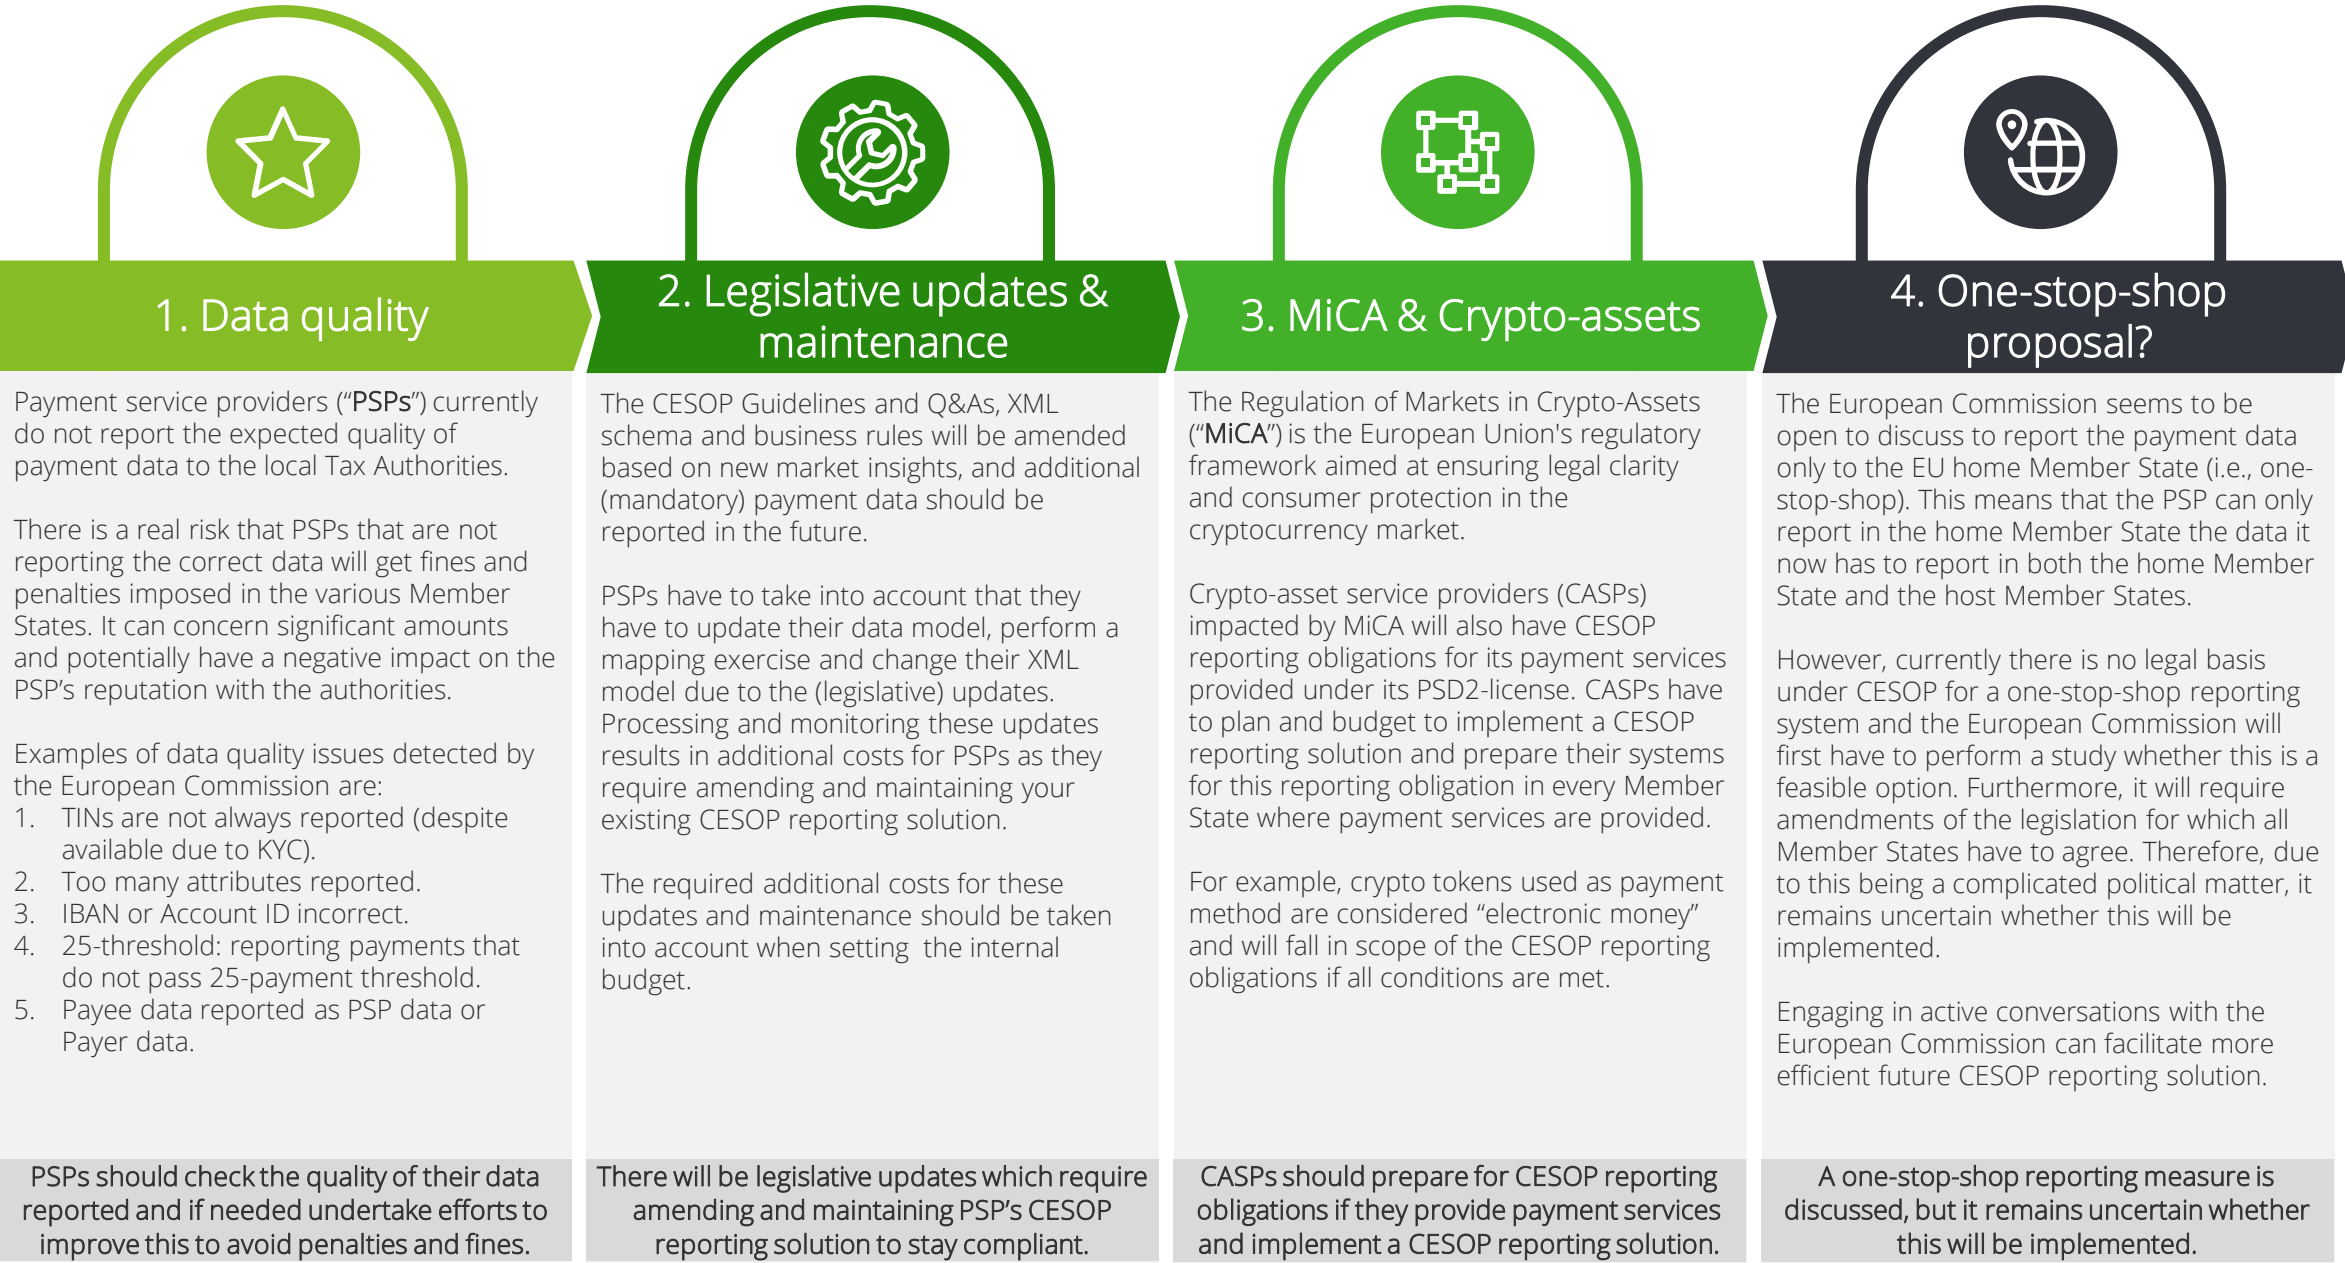 1. Data quality
Payment service providers (“PSPs”) currently
do not report the expected quality of
payment data to the local Tax Authorities.
There is a real risk that PSPs that are not
reporting the correct data will get fines and
penalties imposed in the various Member
States. It can concern significant amounts
and potentially have a negative impact on the
PSP’s reputation with the authorities.
Examples of data quality issues detected by
the European Commission are:
1. TINs are not always reported (despite
available due to KYC).
2. Too many attributes reported.
3. IBAN or Account ID incorrect.
4. 25-threshold: reporting payments that
do not pass 25-payment threshold.
5. Payee data reported as PSP data or
Payer data.
PSPs should check the quality of their data
reported and if needed undertake efforts to
improve this to avoid penalties and fines.
2. Legislative updates &
maintenance
The CESOP Guidelines and Q&As, XML
schema and business rules will be amended
based on new market insights, and additional
(mandatory) payment data should be
reported in the future.
PSPs have to take into account that they
have to update their data model, perform a
mapping exercise and change their XML
model due to the (legislative) updates.
Processing and monitoring these updates
results in additional costs for PSPs as they
require amending and maintaining your
existing CESOP reporting solution.
The required additional costs for these
updates and maintenance should be taken
into account when setting  the internal
budget.
There will be legislative updates which require
amending and maintaining PSP’s CESOP
reporting solution to stay compliant.
3. MiCA & Crypto-assets
The Regulation of Markets in Crypto-Assets
(“MiCA”) is the European Union's regulatory
framework aimed at ensuring legal clarity
and consumer protection in the
cryptocurrency market.
Crypto-asset service providers (CASPs)
impacted by MiCA will also have CESOP
reporting obligations for its payment services
provided under its PSD2-license. CASPs have
to plan and budget to implement a CESOP
reporting solution and prepare their systems
for this reporting obligation in every Member
State where payment services are provided.
For example, crypto tokens used as payment
method are considered “electronic money”
and will fall in scope of the CESOP reporting
obligations if all conditions are met.
CASPs should prepare for CESOP reporting
obligations if they provide payment services
and implement a CESOP reporting solution.
4. One-stop-shop
proposal?
The European Commission seems to be
open to discuss to report the payment data
only to the EU home Member State (i.e., one-
stop-shop). This means that the PSP can only
report in the home Member State the data it
now has to report in both the home Member
State and the host Member States.
However, currently there is no legal basis
under CESOP for a one-stop-shop reporting
system and the European Commission will
first have to perform a study whether this is a
feasible option. Furthermore, it will require
amendments of the legislation for which all
Member States have to agree. Therefore, due
to this being a complicated political matter, it
remains uncertain whether this will be
implemented.
Engaging in active conversations with the
European Commission can facilitate more
efficient future CESOP reporting solution.
A one-stop-shop reporting measure is
discussed, but it remains uncertain whether
this will be implemented.